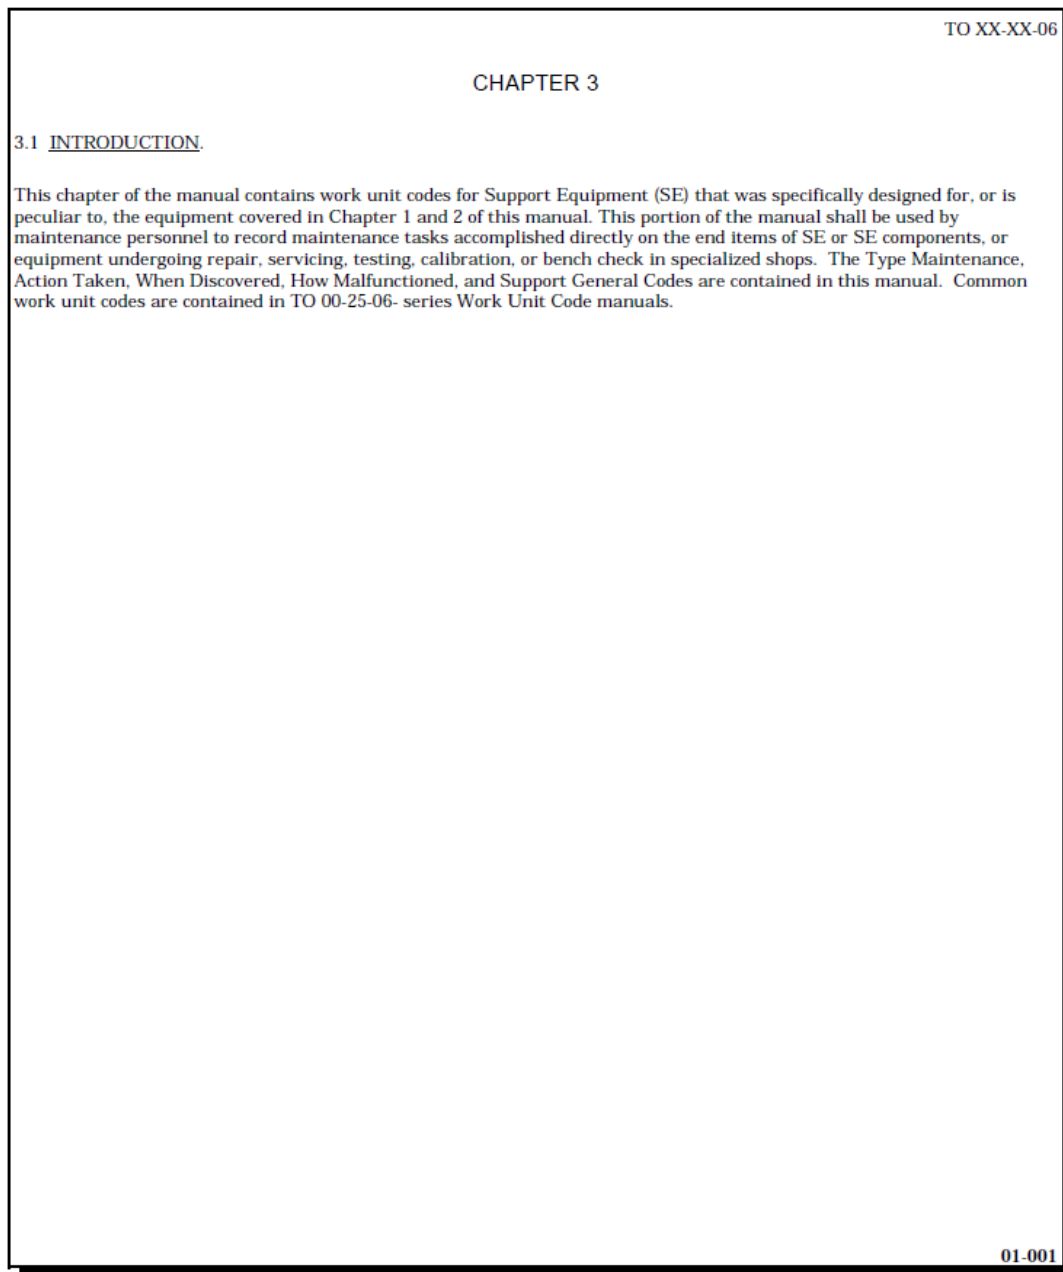 TO XX-XX-06
CHAPTER 3
3.1 INTRODUCTION.
This chapter of the manual contains work unit codes for Support Equipment (SE) that was specifically designed for, or is
peculiar to, the equipment covered in Chapter 1 and 2 of this manual. This portion of the manual shall be used by
maintenance personnel to record maintenance tasks accomplished directly on the end items of SE or SE components, or
equipment undergoing repair, servicing, testing, calibration, or bench check in specialized shops. The Type Maintenance,
Action Taken, When Discovered, How Malfunctioned, and Support General Codes are contained in this manual. Common
work unit codes are contained in TO 00-25-06- series Work Unit Code manuals.
01-001